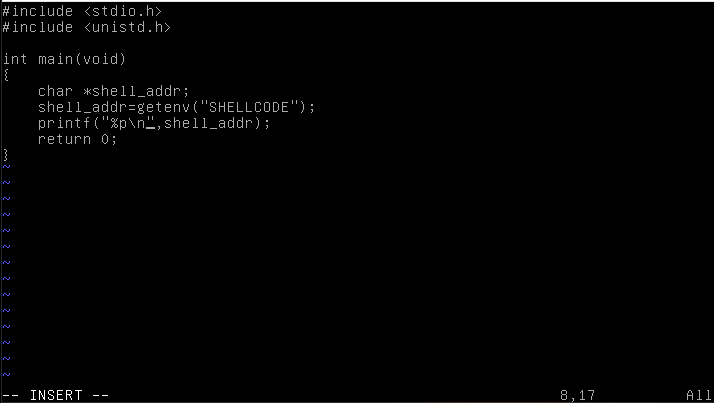 #include <stdio.h>
#include <unistd.h>
int main(void)
{
    char *shell_addr;
    shell_addr=getenv("SHELLCODE");
    printf("%p\n",shell_addr);
    return 0;
}
~
~
~
~
~
~
~
~
~
~
~
~
~
~
-- INSERT -- 8,17 All